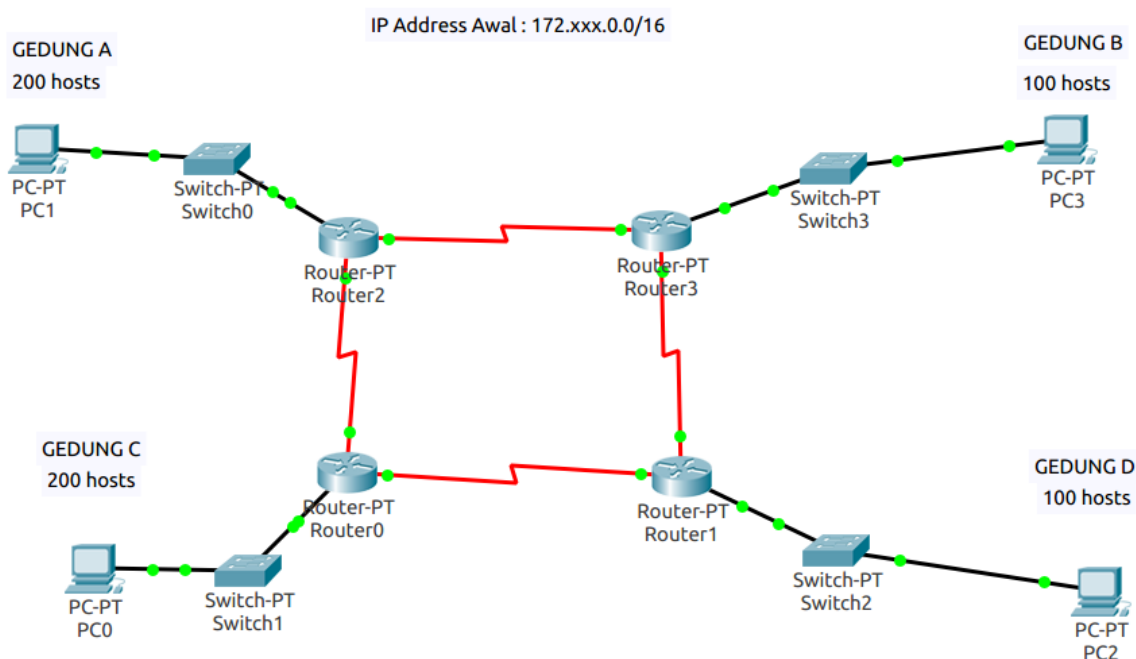 IP Address Awal : 172.xxx.0.0/16
GEDUNG A
200 hosts
GEDUNG B
100 hosts
PC-PT
PC1
Switch-PT
Switch0
Router-PT
Router2
Router-PT
Router3
Switch-PT
Switch3
PC-PT
PC3
GEDUNG C
200 hosts
PC-PT
PC0
Switch-PT
Switch1
Router-PT
Router0
Router-PT
Router1
Switch-PT
Switch2
GEDUNG D
100 hosts
PC-PT
PC2